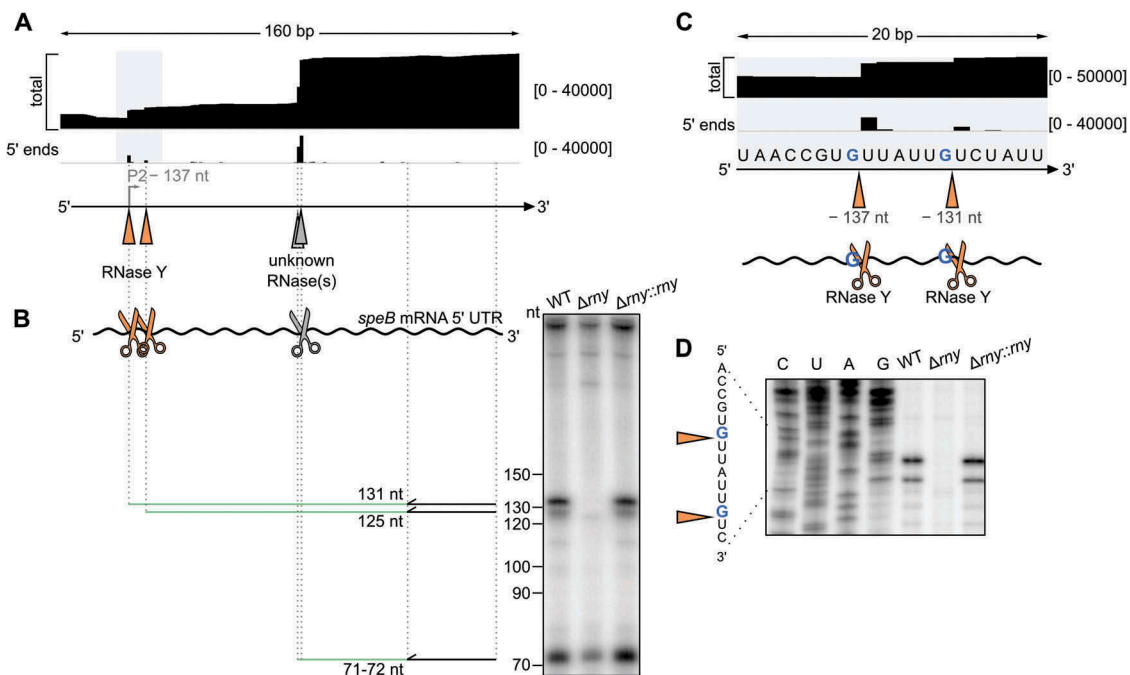 A
160 bp
total
[0 - 40000]
5' ends
[0 - 40000]
P2 − 137 nt
5'
3'
RNase Y
unknown
RNase(s)
B
5'
speB mRNA 5' UTR
3'
131 nt
125 nt
71-72 nt
nt
WT
Δrny
Δrny::rny
150
130
120
100
90
70
C
20 bp
total
[0 - 50000]
5' ends
[0 - 40000]
U A A C C G U G U U A U U G U C U A U U
5'
3'
− 137 nt
− 131 nt
G
G
RNase Y
RNase Y
D
5'
A
C
C
G
U
G
U
U
A
U
U
G
U
C
3'
C U A G WT Δrny Δrny::rny